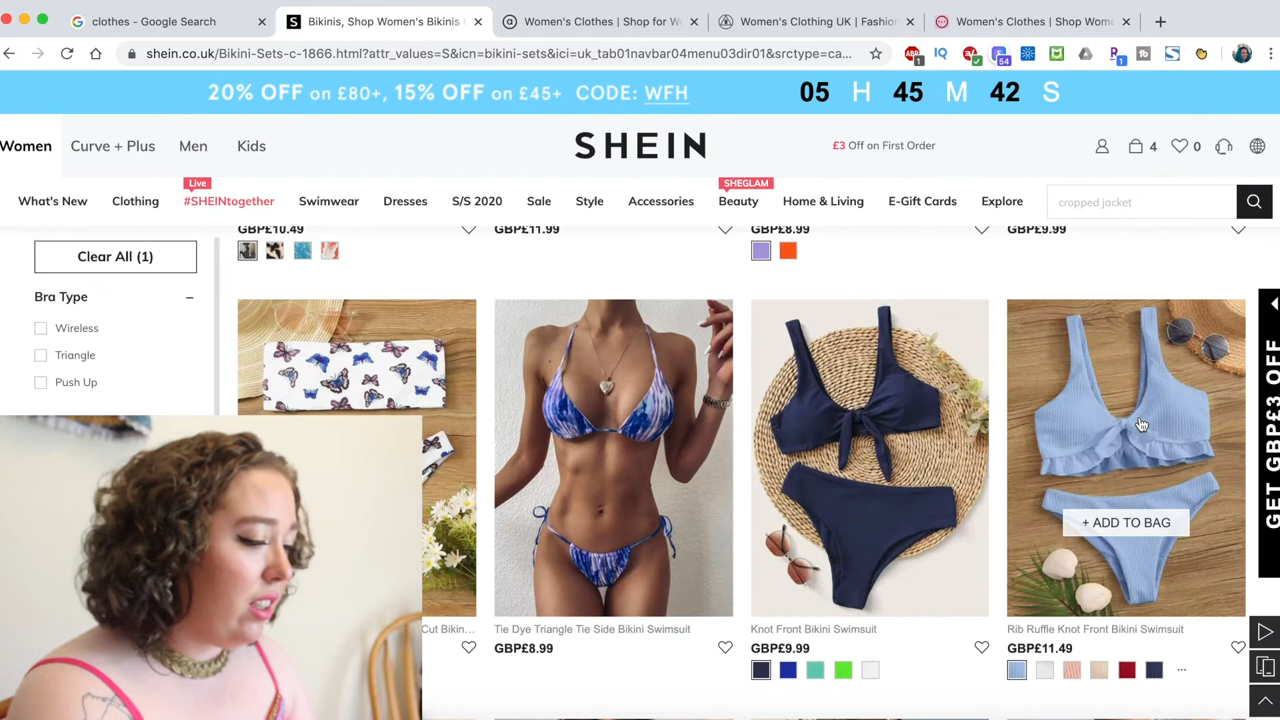 clothes - Google Search
Bikinis, Shop Women's Bikinis
Women's Clothes | Shop for W
Women's Clothing UK | Fashion
Women's Clothes | Shop Wome
shein.co.uk/Bikini-Sets-c-1866.html?attr_values=S&icn=bikini-sets&ici=uk_tab01navbar04menu03dir01&srctype=ca...
20% OFF on £80+, 15% OFF on £45+ CODE: WFH 05 H 45 M 42 S
Women Curve + Plus Men Kids SHEIN £3 Off on First Order 4 0
Live SHEGLAM
What's New Clothing #SHEINtogether Swimwear Dresses S/S 2020 Sale Style Accessories Beauty Home & Living E-Gift Cards Explore cropped jacket
GBP£10.49 GBP£11.99 GBP£8.99 GBP£9.99
Clear All (1)
Bra Type
Wireless
Triangle
Push Up
GET GBP£3 OFF
+ ADD TO BAG
Cut Bikin... Tie Dye Triangle Tie Side Bikini Swimsuit Knot Front Bikini Swimsuit Rib Ruffle Knot Front Bikini Swimsuit
GBP£8.99 GBP£9.99 GBP£11.49
...